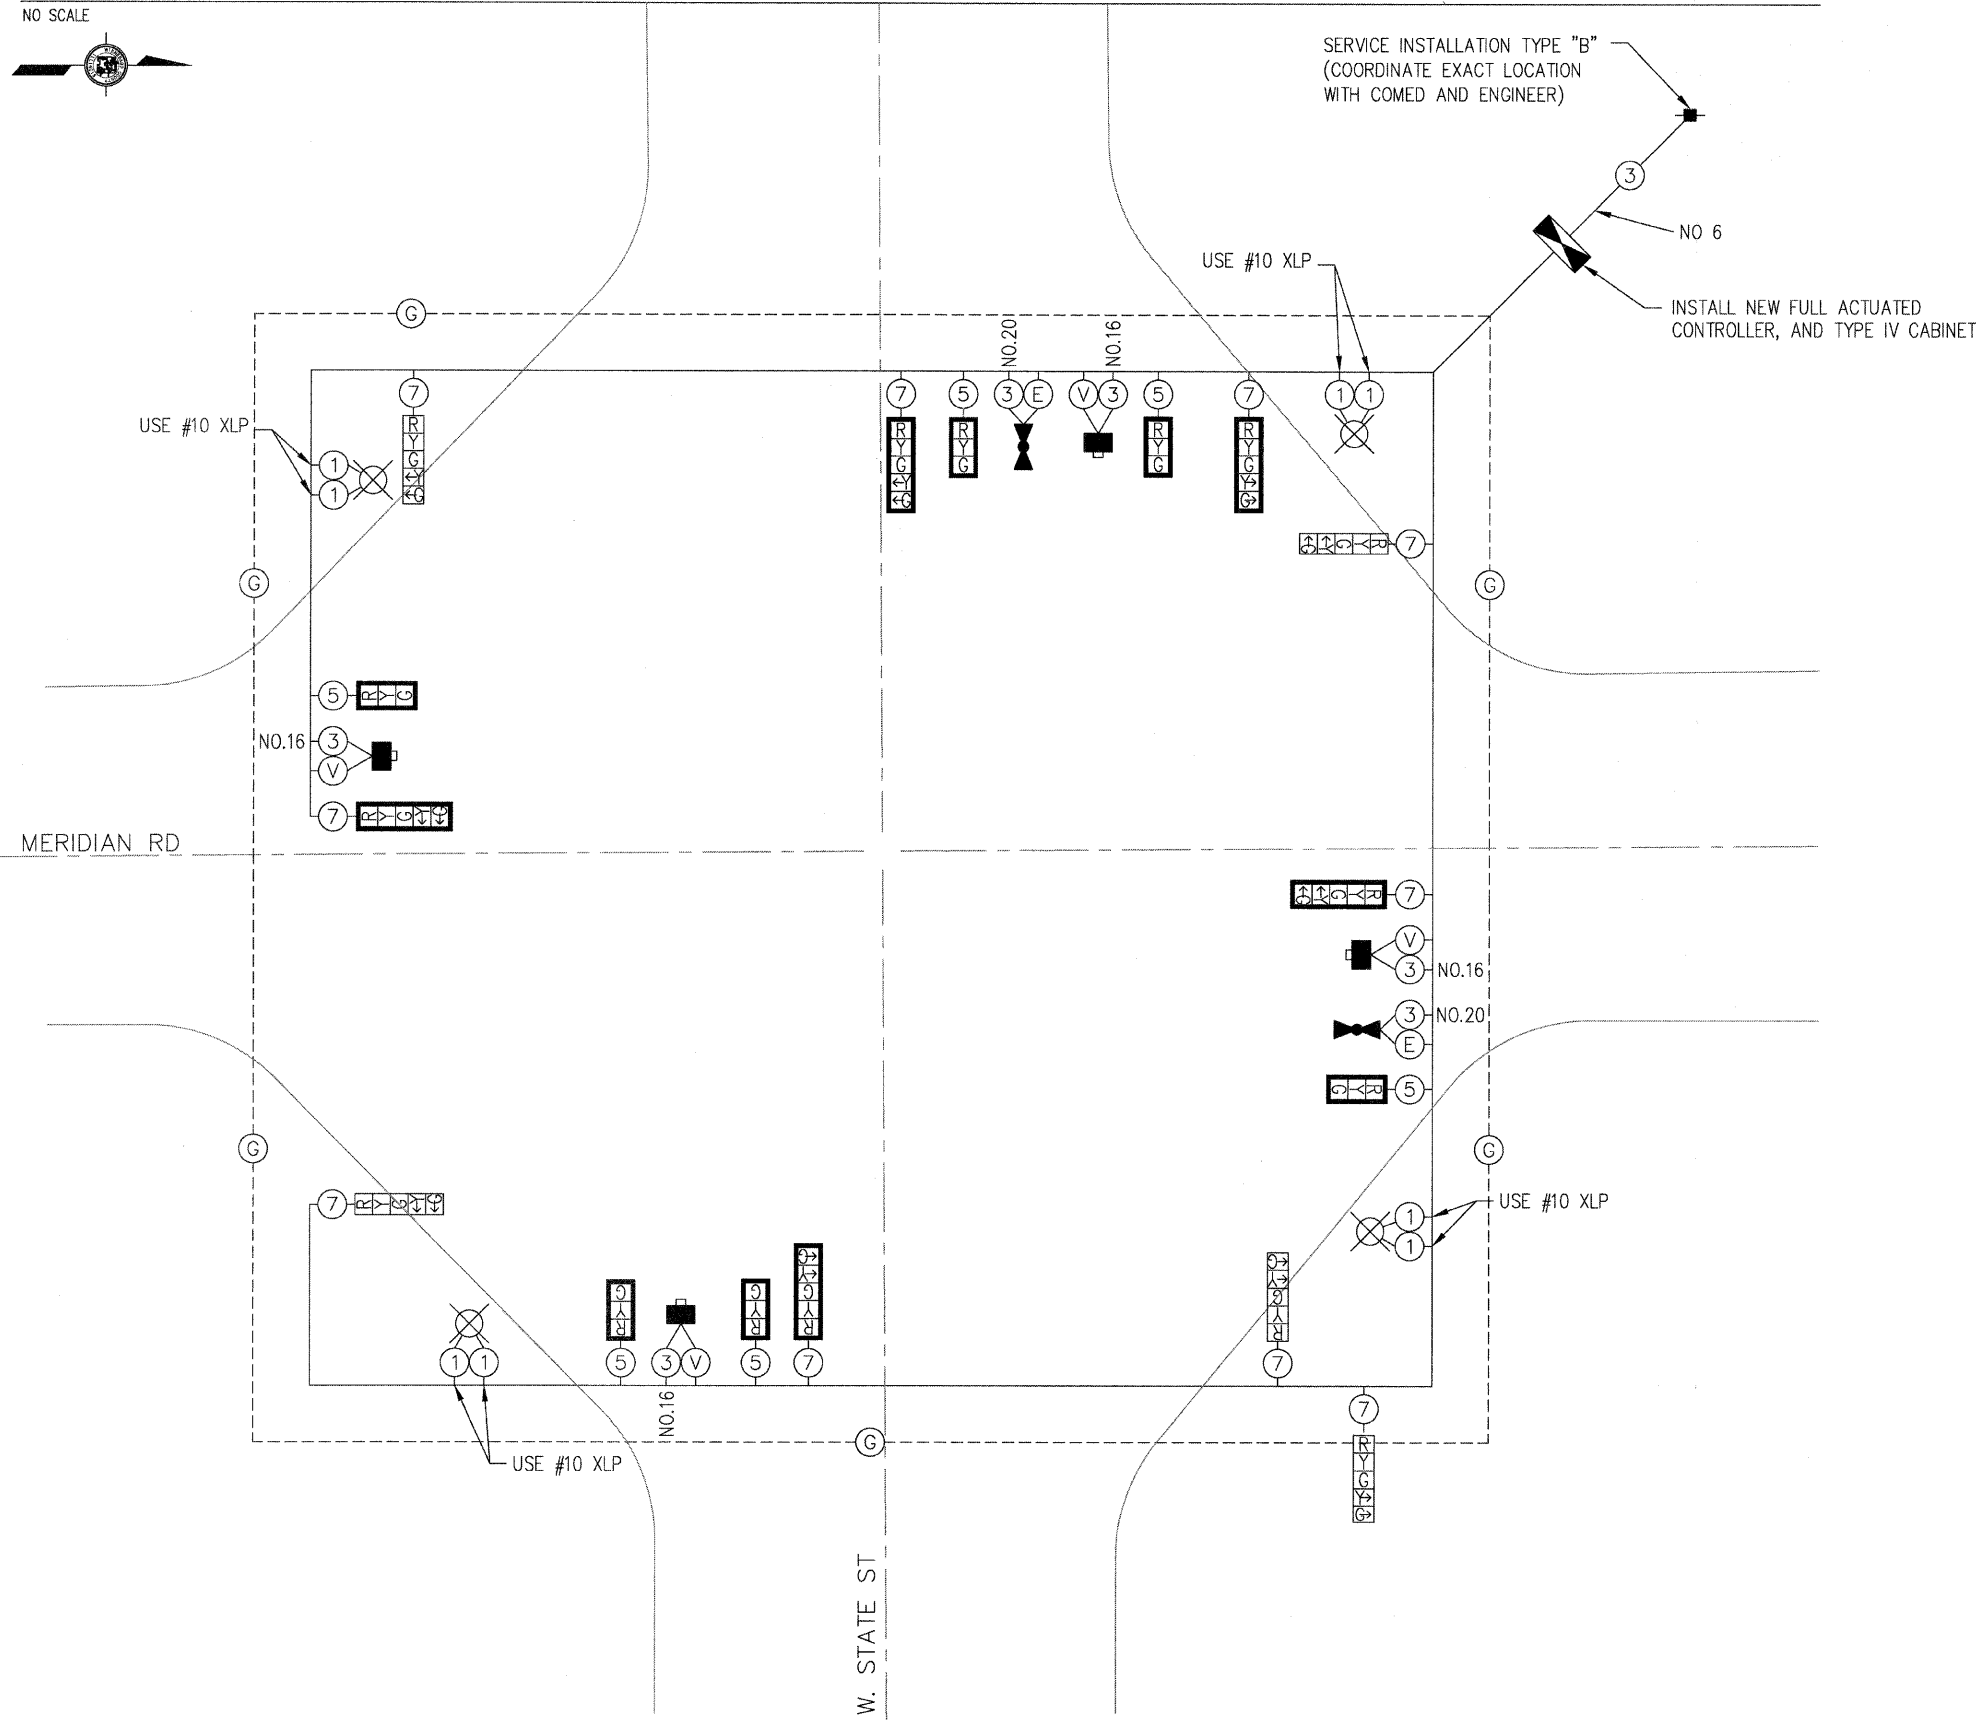 NO SCALE
SERVICE INSTALLATION TYPE "B"
(COORDINATE EXACT LOCATION
WITH COMED AND ENGINEER)
3
NO 6
USE #10 XLP
INSTALL NEW FULL ACTUATED
CONTROLLER, AND TYPE IV CABINET
G
NO.20
NO.16
7
7
5
3
E
V
3
5
7
1
1
R
Y
G
Y
G
R
Y
G
Y
G
R
Y
G
R
Y
G
R
Y
G
Y
G
USE #10 XLP
1
1
R Y G Y G
7
G
G
5
R Y G
NO.16
3
V
7
R Y G Y G
MERIDIAN RD
R Y G Y G
7
V
3
NO.16
3
NO.20
E
R Y G
5
G
G
7
R Y G Y G
1
1
USE #10 XLP
R Y G
R Y G
R Y G Y G
R Y G Y G
1
1
5
3
V
5
7
7
NO.16
7
G
USE #10 XLP
R
Y
G
Y
G
W. STATE ST